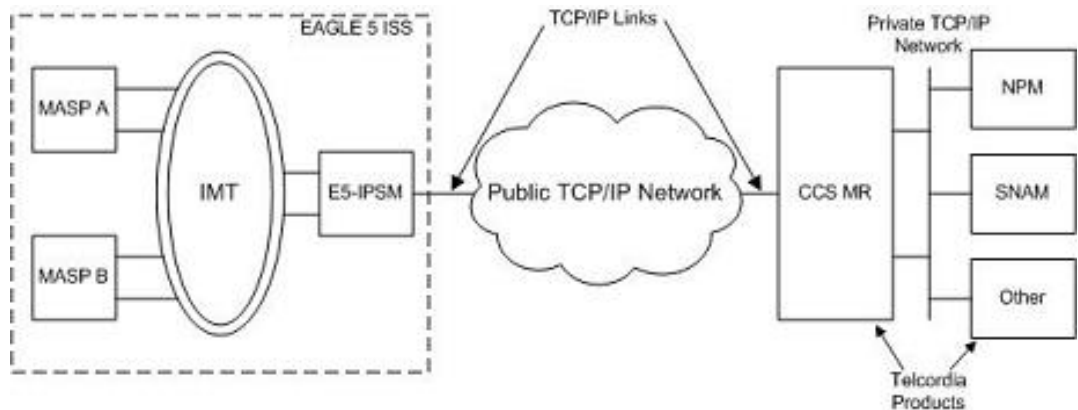 EAGLE 5 ISS
TCP/IP Links
Private TCP/IP
Network
MASP A
IMT
E5-IPSM
MASP B
Public TCP/IP Network
CCS MR
NPM
SNAM
Other
Telcordia
Products